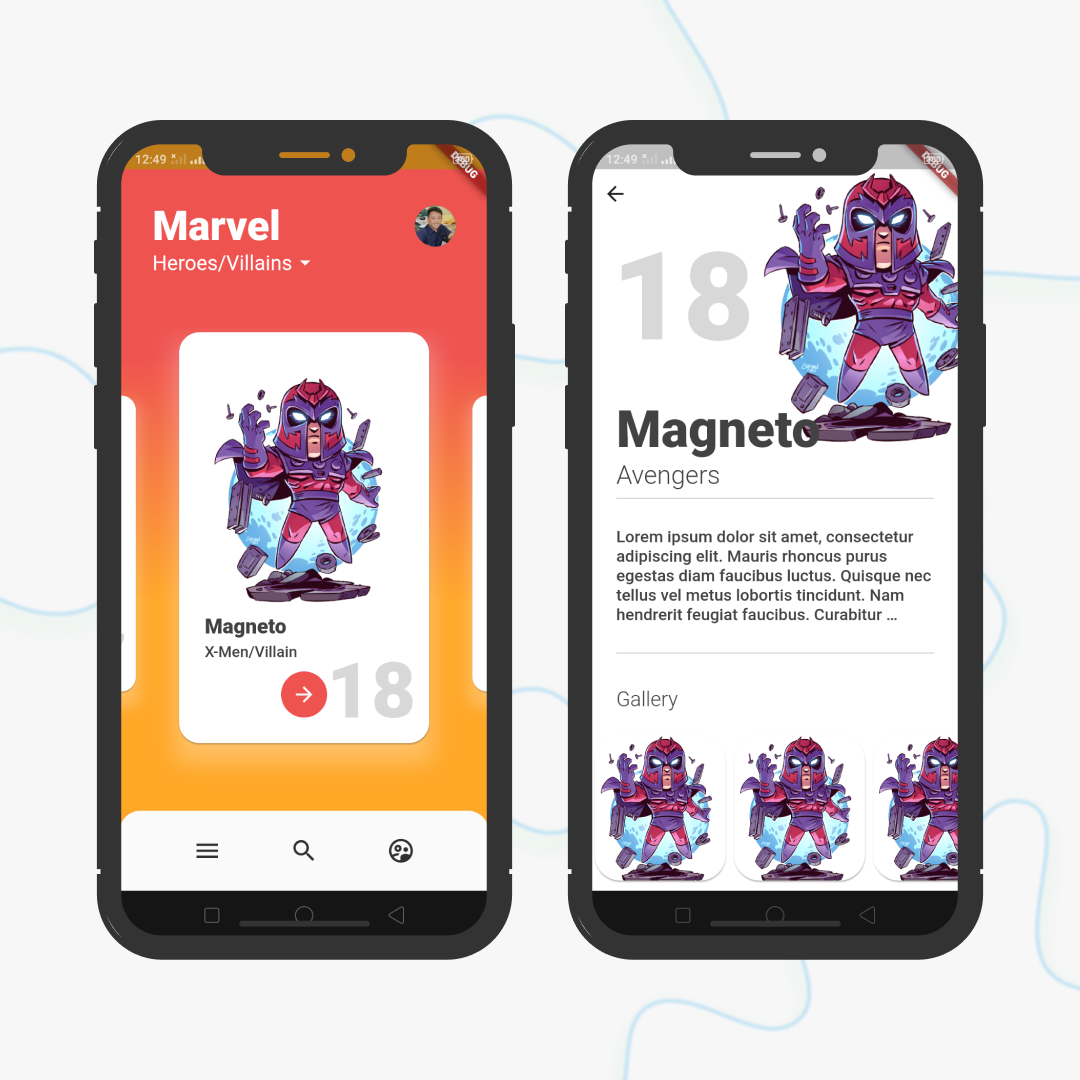 12:49
DEBUG
Marvel
Heroes/Villains
Magneto
X-Men/Villain
18
12:49
DEBUG
18
Magneto
Avengers
Lorem ipsum dolor sit amet, consectetur
adipiscing elit. Mauris rhoncus purus
egestas diam faucibus luctus. Quisque nec
tellus vel metus lobortis tincidunt. Nam
hendrerit feugiat faucibus. Curabitur ...
Gallery